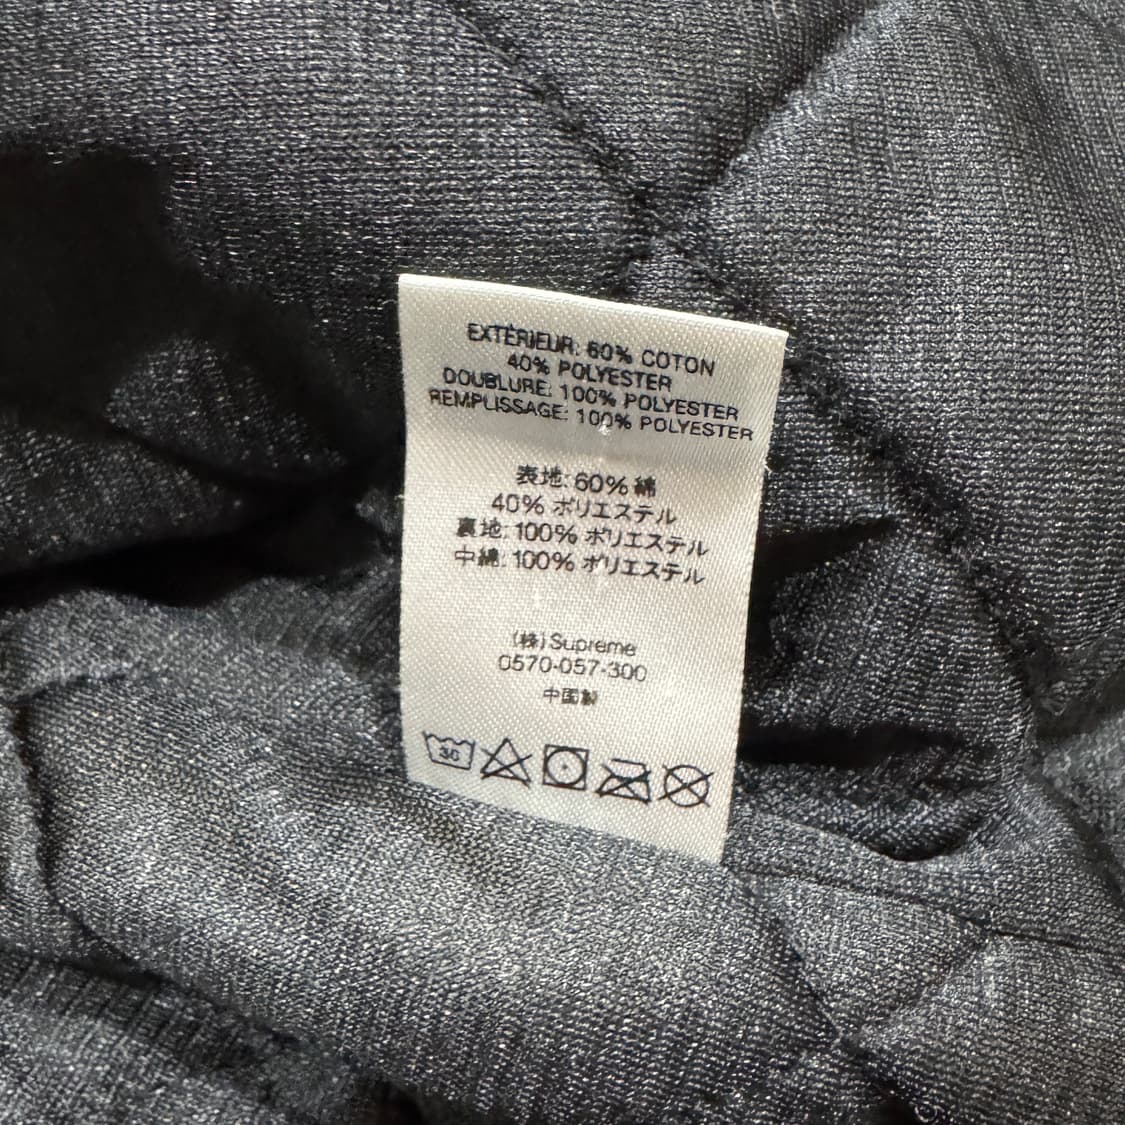 EXTÉRIEUR: 60% COTON
40% POLYESTER
DOUBLURE: 100% POLYESTER
REMPLISSAGE: 100% POLYESTER
表地: 60% 綿
40% ポリエステル
裏地: 100% ポリエステル
中綿: 100% ポリエステル
(株) Supreme
0570-057-300
中国製
30